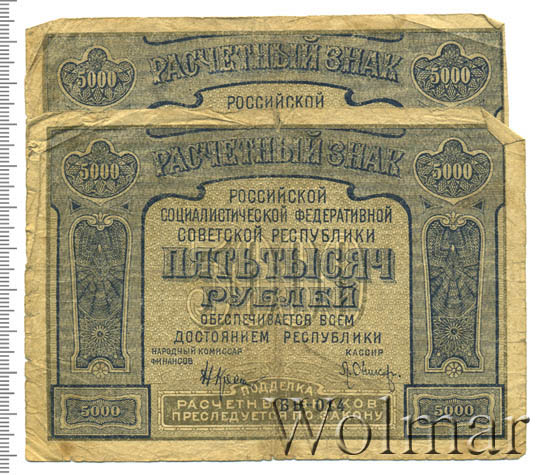 5000 РАСЧЕТНЫЙ ЗНАК 5000
РОССИЙСКОЙ
5000 РАСЧЕТНЫЙ ЗНАК 5000
РОССИЙСКОЙ
СОЦИАЛИСТИЧЕСКОЙ ФЕДЕРАТИВНОЙ
СОВЕТСКОЙ РЕСПУБЛИКИ
ПЯТЬ ТЫСЯЧ
РУБЛЕЙ
ОБЕСПЕЧИВАЕТСЯ ВСЕМ
ДОСТОЯНИЕМ РЕСПУБЛИКИ
НАРОДНЫЙ КОМИССАР
ФИНАНСОВ
КАССИР
ПОДДЕЛКА
5000 РАСЧЕТНЫХ ЗНАКОВ 5000
ПРЕСЛЕДУЕТСЯ ПО ЗАКОНУ
Wolmar